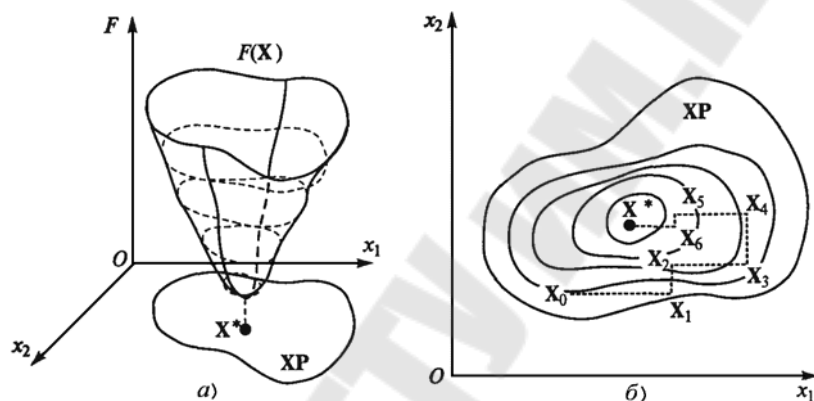 F
F(X)
O
x₁
X*
XP
x₂
а)
x₂
XP
X*
X₅
X₄
X₆
X₂
X₃
X₀
X₁
O
б)
x₁